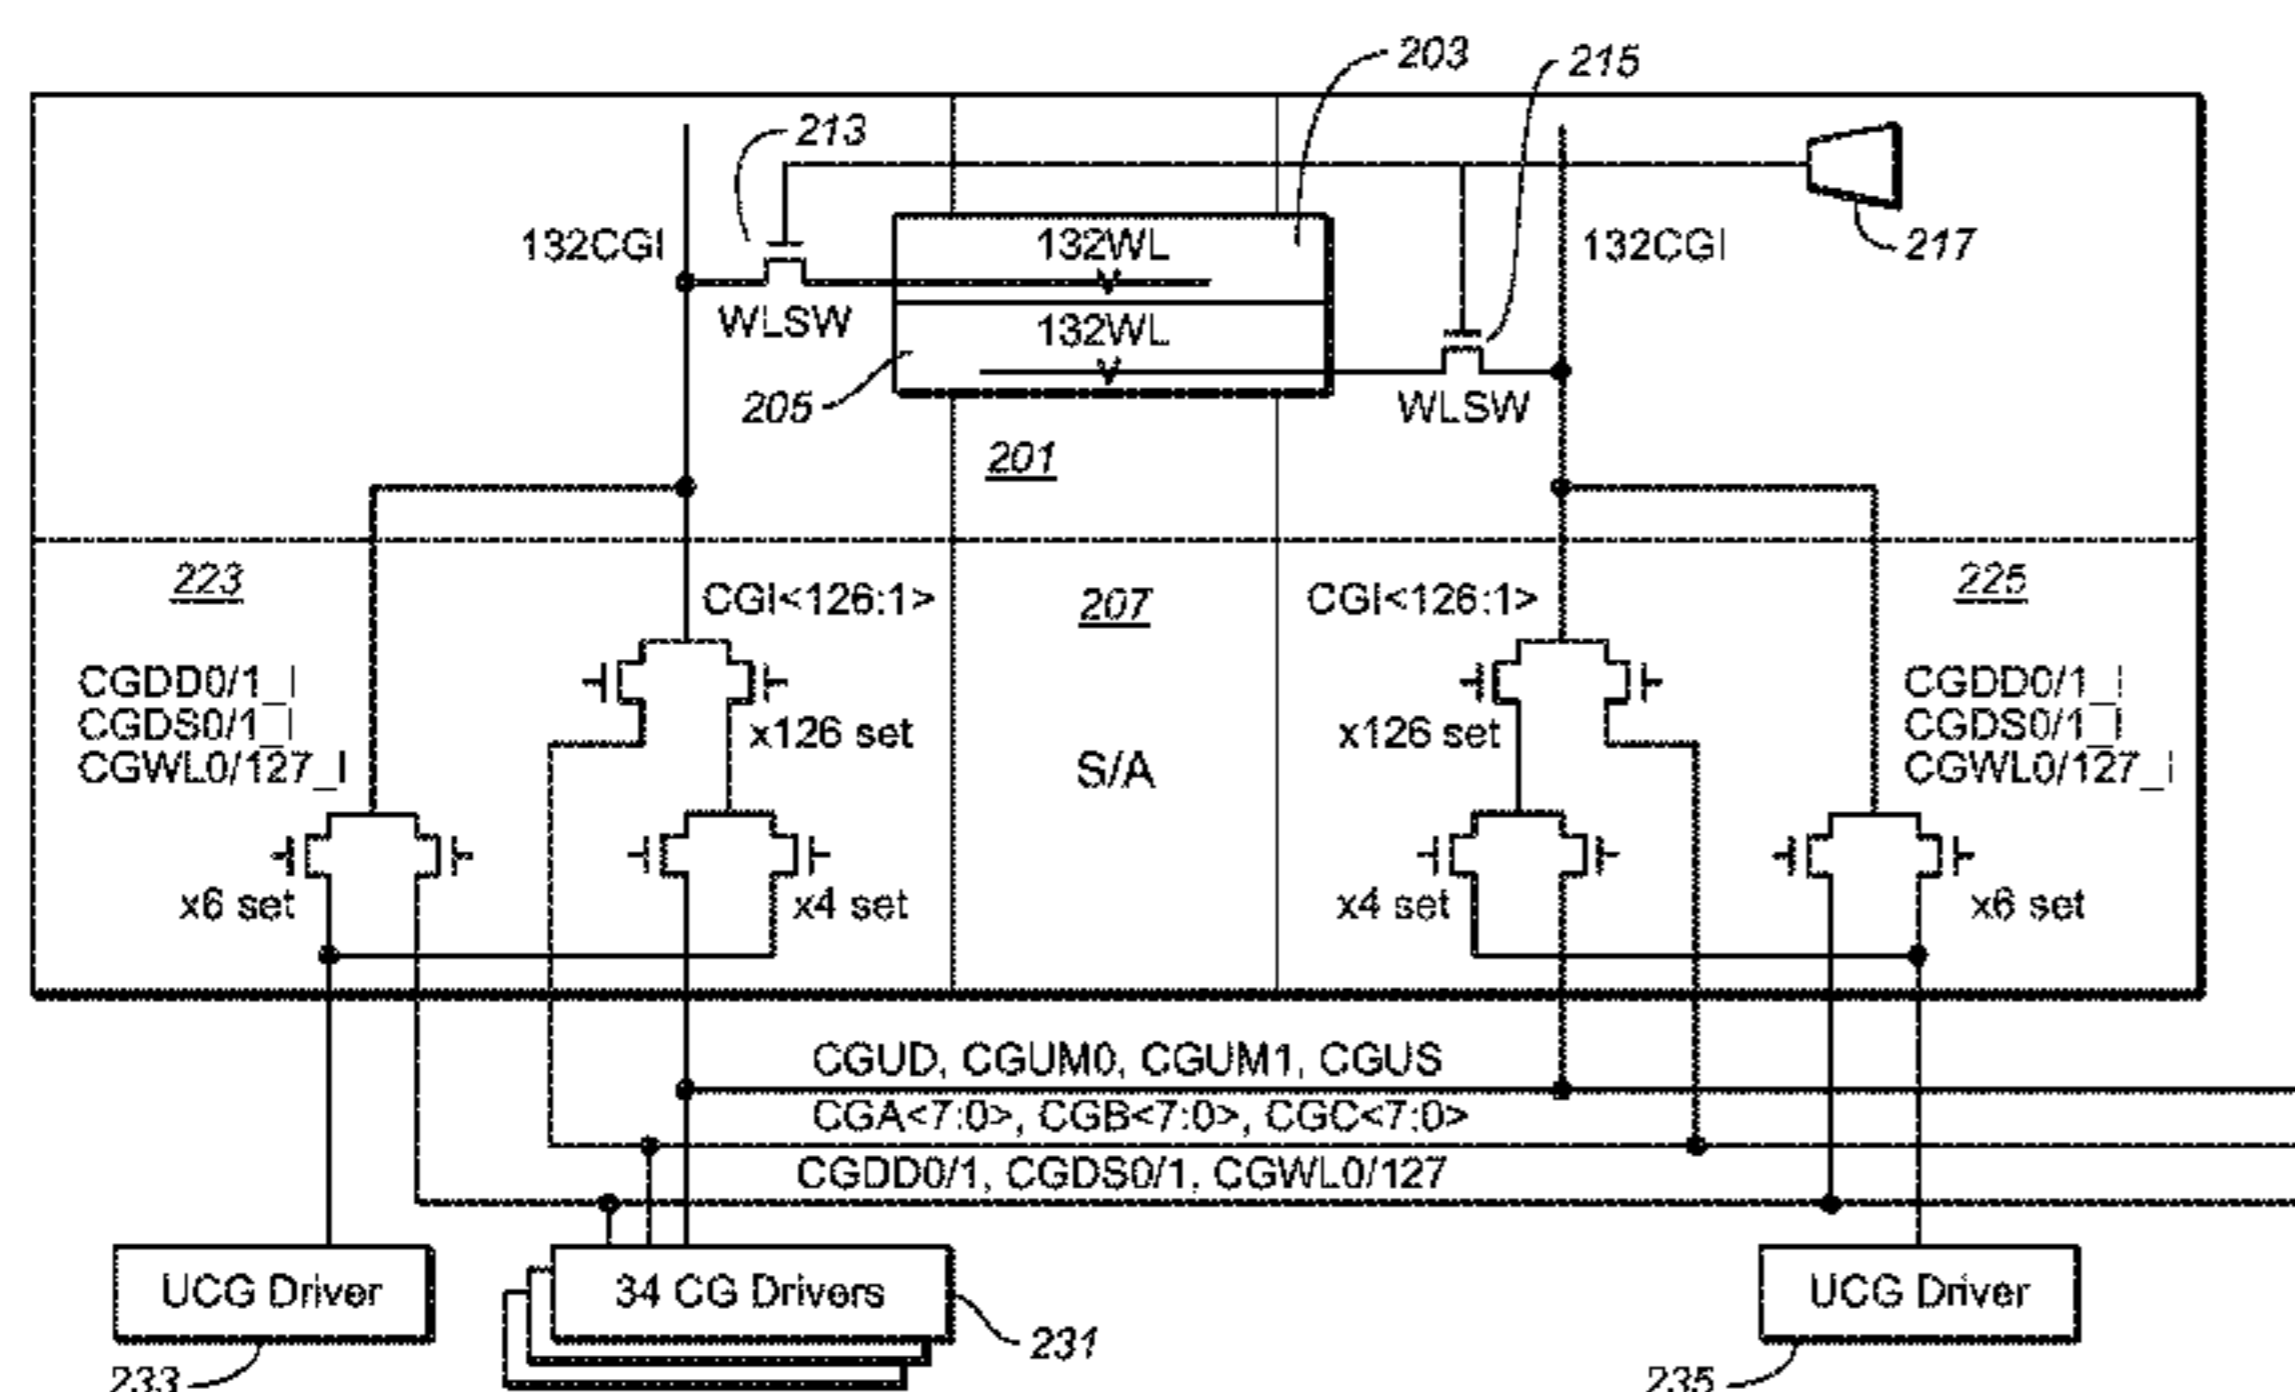 203
215
213
217
132CGI
132WL
132CGI
WLSW
132WL
205
WLSW
201
223
CGI<126:1>
207
CGI<126:1>
225
CGDD0/1_I
CGDS0/1_I
CGWL0/127_I
x126 set
S/A
x126 set
CGDD0/1_I
CGDS0/1_I
CGWL0/127_I
x6 set
x4 set
x4 set
x6 set
CGUD, CGUM0, CGUM1, CGUS
CGA<7:0>, CGB<7:0>, CGC<7:0>
CGDD0/1, CGDS0/1, CGWL0/127
UCG Driver
34 CG Drivers
UCG Driver
231
233
235